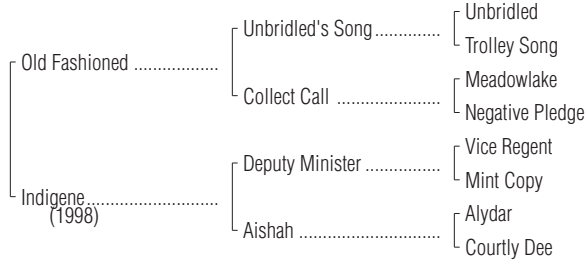 Unbridled
Unbridled's Song..............
Trolley Song
Old Fashioned ..................
Meadowlake
Collect Call ......................
Negative Pledge
Vice Regent
Deputy Minister ................
Mint Copy
Indigene............................
(1998)
Alydar
Aishah ..............................
Courtly Dee